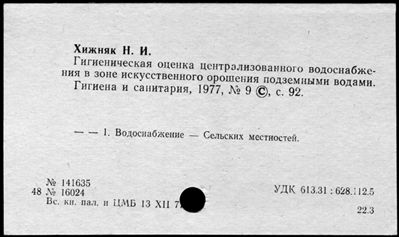 Хижняк Н. И.
Гигиеническая оценка централизованного водоснабже-
ния в зоне искусственного орошения подземными водами.
Гигиена и санитария, 1977, № 9 ©, с. 92.
— — 1. Водоснабжение — Сельских местностей.
№ 141635
48 № 16024
Вс. кн. пал. и ЦМБ 13 XII 7
УДК 613.31 : 628.112.5
22.3